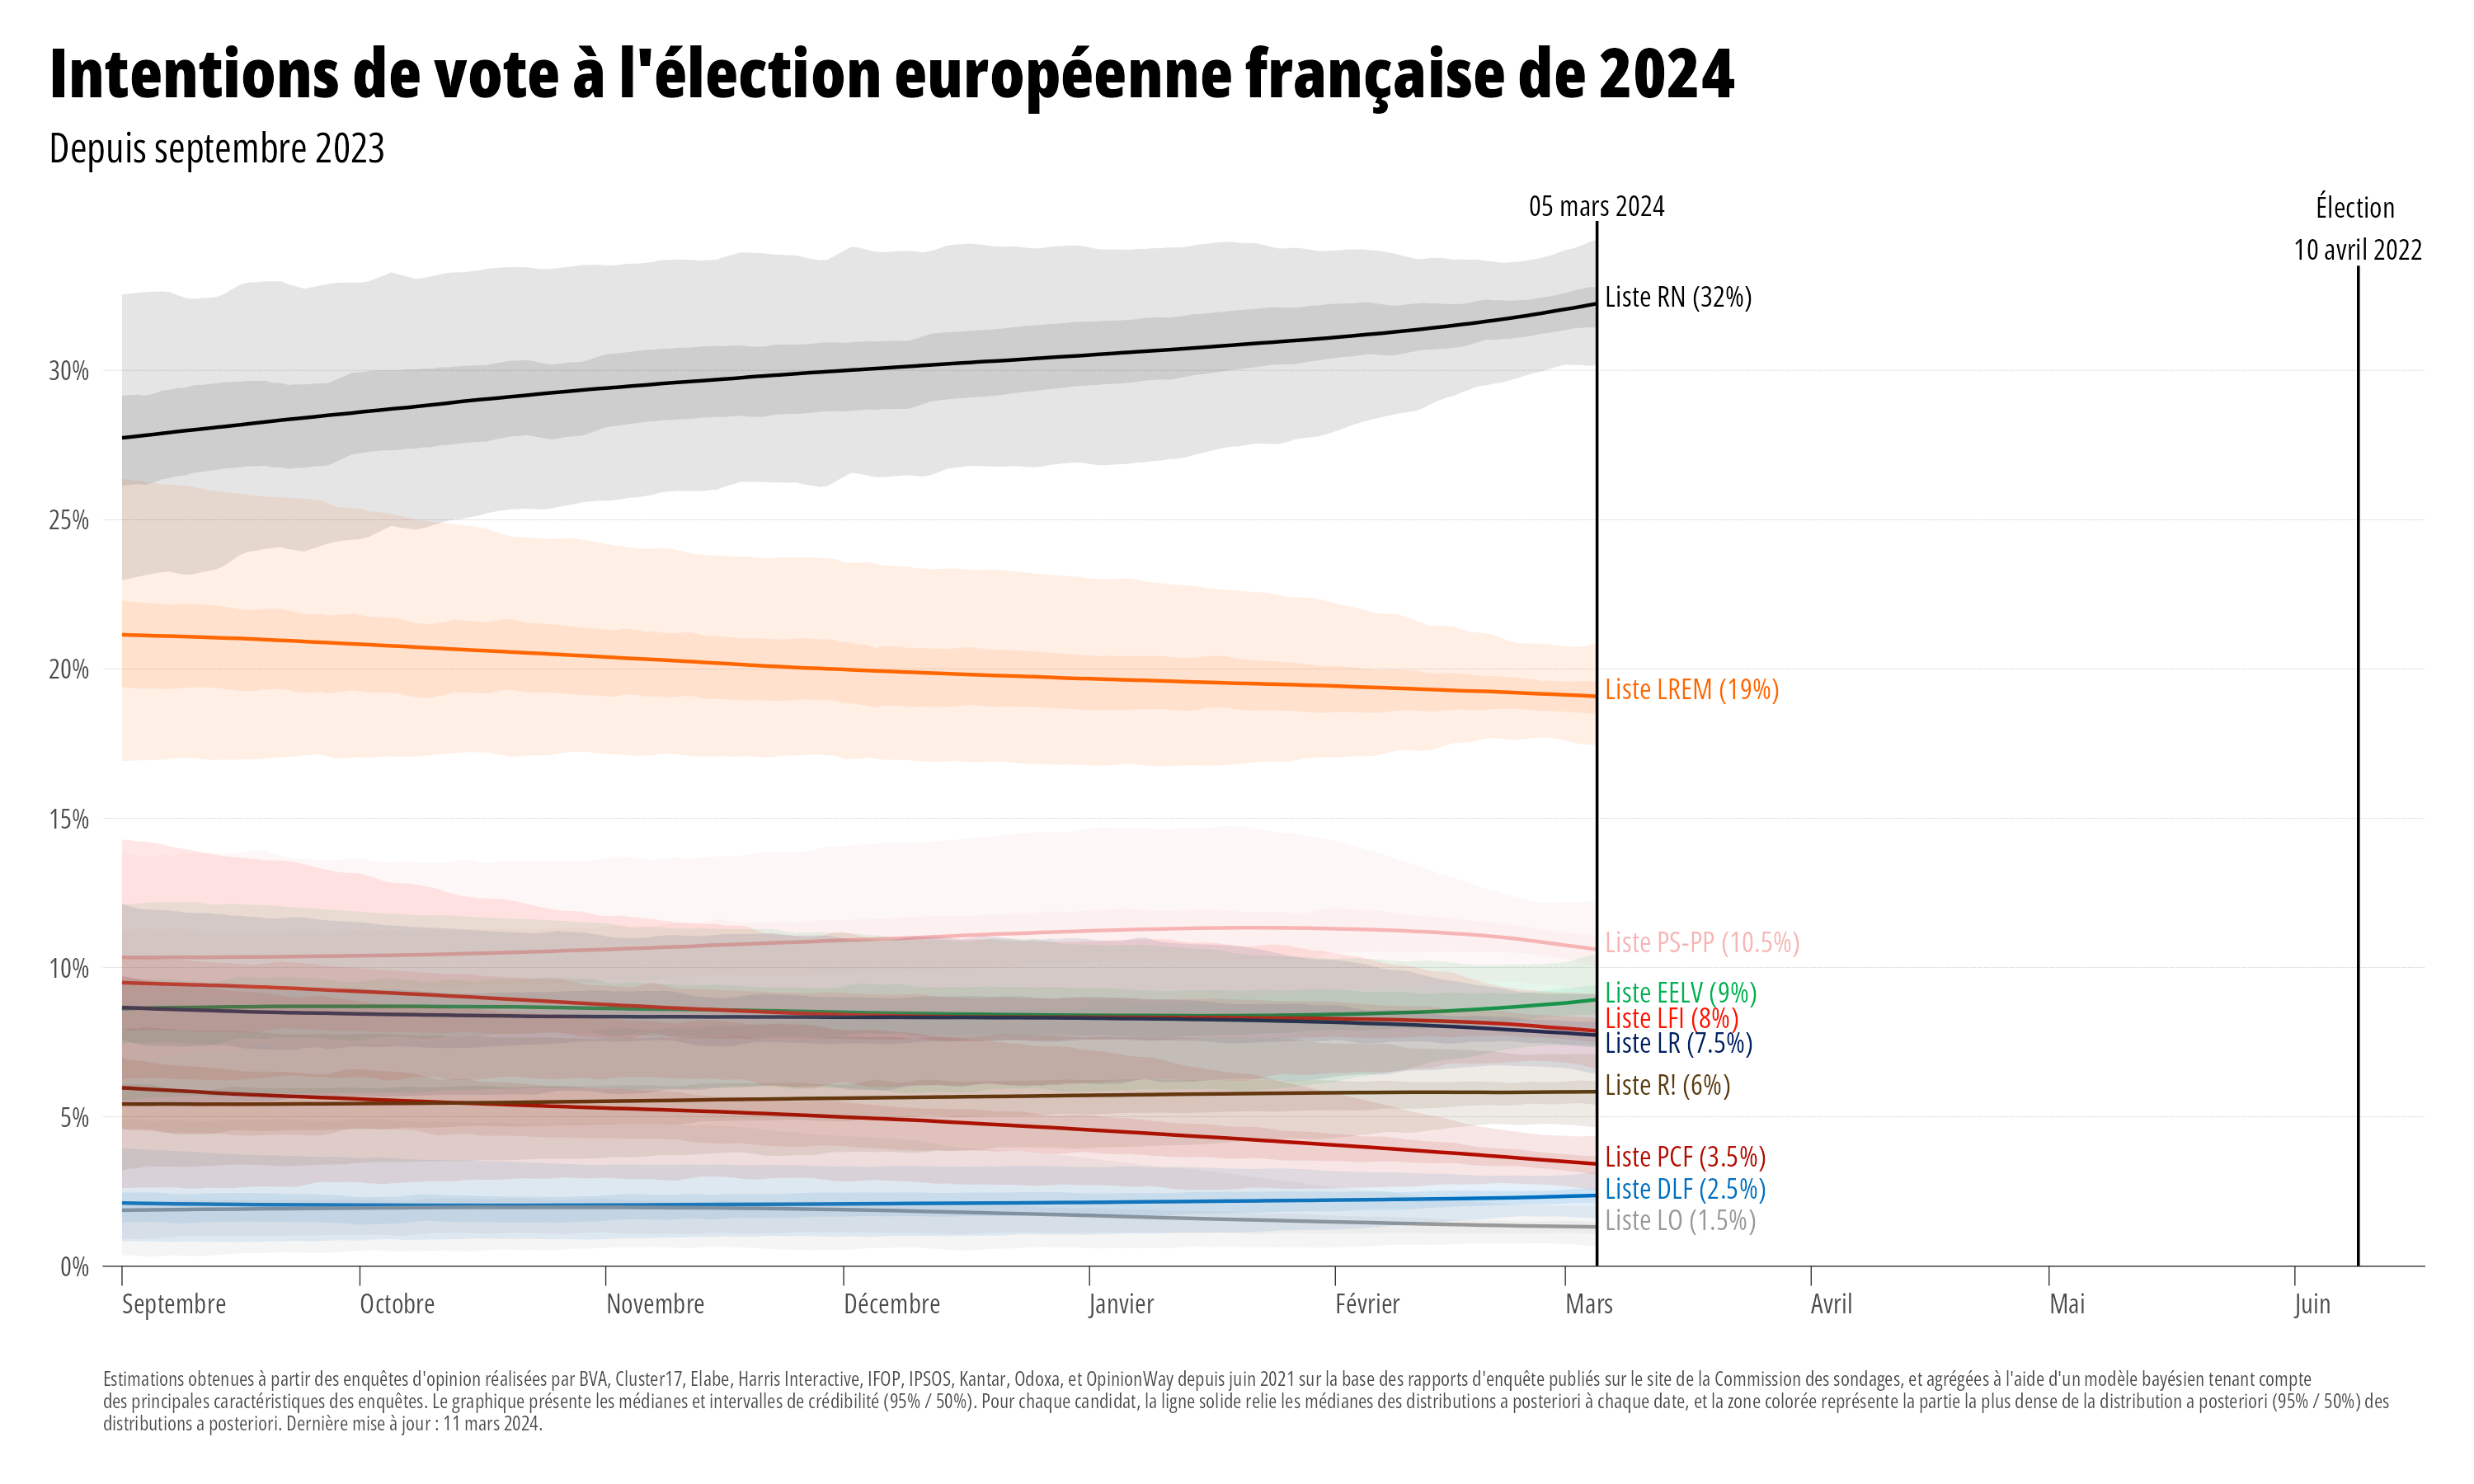 Intentions de vote à l'élection européenne française de 2024
Depuis septembre 2023
05 mars 2024
Élection
10 avril 2022
Liste RN (32%)
30%
25%
20%
Liste LREM (19%)
15%
Liste PS-PP (10.5%)
10%
Liste EELV (9%)
Liste LFI (8%)
Liste LR (7.5%)
Liste R! (6%)
5%
Liste PCF (3.5%)
Liste DLF (2.5%)
Liste LO (1.5%)
0%
Septembre Octobre Novembre Décembre Janvier Février Mars Avril Mai Juin
Estimations obtenues à partir des enquêtes d'opinion réalisées par BVA, Cluster17, Elabe, Harris Interactive, IFOP, IPSOS, Kantar, Odoxa, et OpinionWay depuis juin 2021 sur la base des rapports d'enquête publiés sur le site de la Commission des sondages, et agrégées à l'aide d'un modèle bayésien tenant compte
des principales caractéristiques des enquêtes. Le graphique présente les médianes et intervalles de crédibilité (95% / 50%). Pour chaque candidat, la ligne solide relie les médianes des distributions a posteriori à chaque date, et la zone colorée représente la partie la plus dense de la distribution a posteriori (95% / 50%) des
distributions a posteriori. Dernière mise à jour : 11 mars 2024.